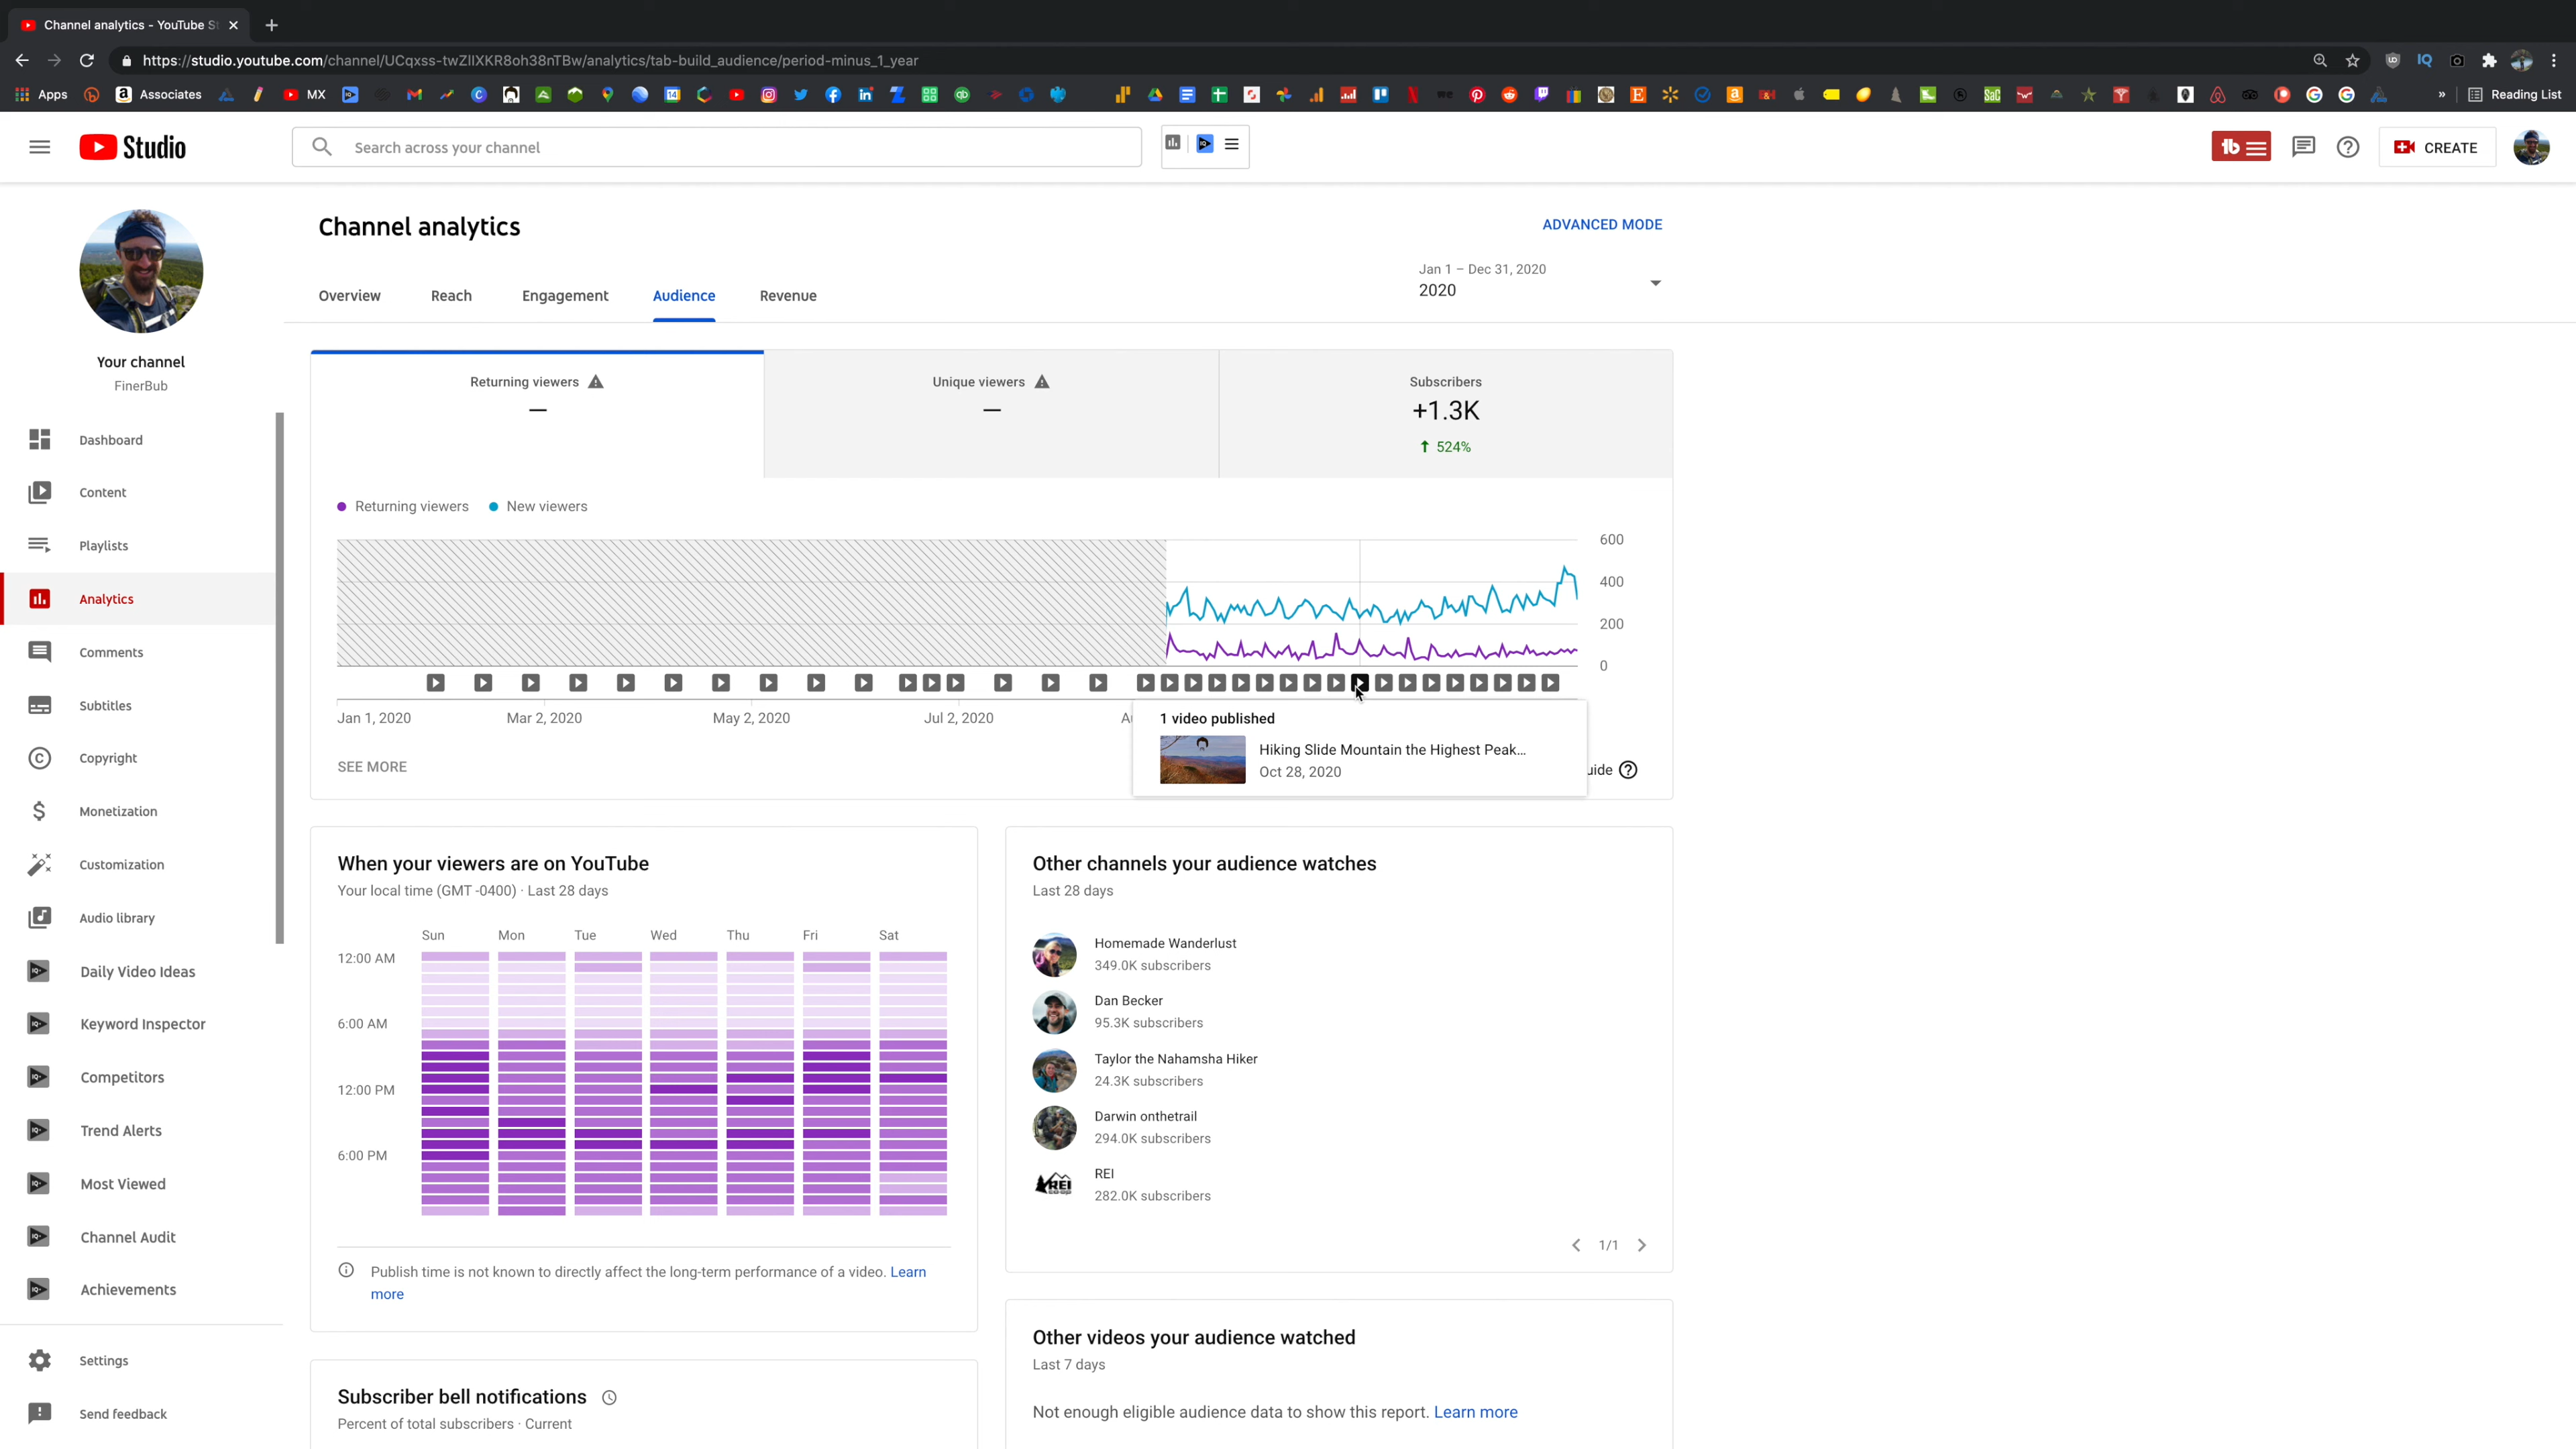 Channel analytics - YouTube St
https://studio.youtube.com/channel/UCqxss-twZIIXKR8oh38nTBw/analytics/tab-build_audience/period-minus_1_year
Apps
Associates
MX
Reading List
Studio
Search across your channel
CREATE
Channel analytics
ADVANCED MODE
Overview
Reach
Engagement
Audience
Revenue
Jan 1 – Dec 31, 2020
2020
Your channel
FinerBub
Dashboard
Content
Playlists
Analytics
Comments
Subtitles
Copyright
Monetization
Customization
Audio library
Daily Video Ideas
Keyword Inspector
Competitors
Trend Alerts
Most Viewed
Channel Audit
Achievements
Settings
Send feedback
Returning viewers
—
Unique viewers
—
Subscribers
+1.3K
524%
Returning viewers
New viewers
600
400
200
0
Jan 1, 2020
Mar 2, 2020
May 2, 2020
Jul 2, 2020
SEE MORE
1 video published
Hiking Slide Mountain the Highest Peak...
Oct 28, 2020
uide
When your viewers are on YouTube
Your local time (GMT -0400) · Last 28 days
Sun Mon Tue Wed Thu Fri Sat
12:00 AM
6:00 AM
12:00 PM
6:00 PM
Publish time is not known to directly affect the long-term performance of a video. Learn
more
Other channels your audience watches
Last 28 days
Homemade Wanderlust
349.0K subscribers
Dan Becker
95.3K subscribers
Taylor the Nahamsha Hiker
24.3K subscribers
Darwin onthetrail
294.0K subscribers
REI
282.0K subscribers
1/1
Subscriber bell notifications
Percent of total subscribers · Current
Other videos your audience watched
Last 7 days
Not enough eligible audience data to show this report. Learn more